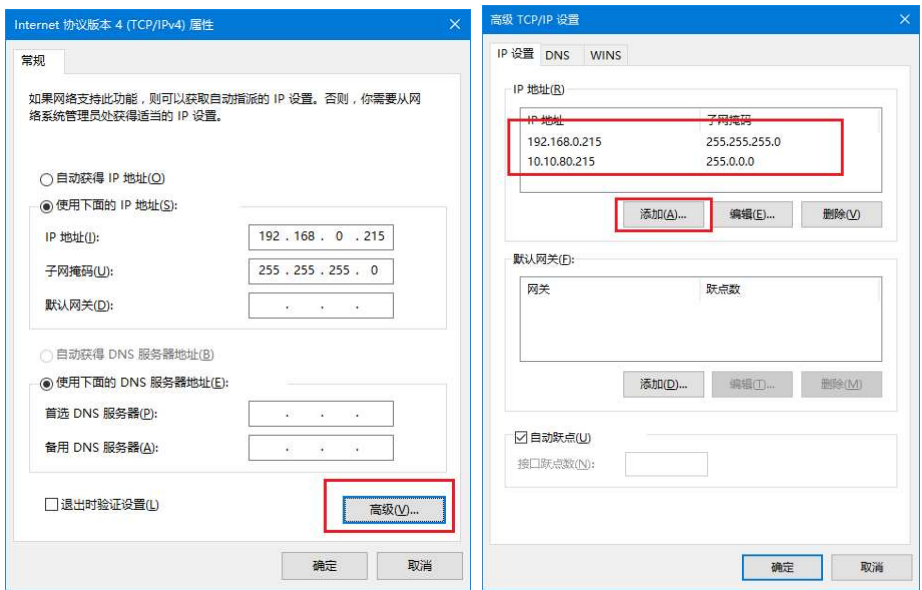 Internet 协议版本 4 (TCP/IPv4) 属性
常规
如果网络支持此功能，则可以获取自动指派的 IP 设置。否则，你需要从网
络系统管理员处获得适当的 IP 设置。
自动获得 IP 地址(O)
使用下面的 IP 地址(S):
IP 地址(I):
192 . 168 . 0 . 215
子网掩码(U):
255 . 255 . 255 . 0
默认网关(D):
. . .
自动获得 DNS 服务器地址(B)
使用下面的 DNS 服务器地址(E):
首选 DNS 服务器(P):
. . .
备用 DNS 服务器(A):
. . .
退出时验证设置(L)
高级(V)...
确定
取消
高级 TCP/IP 设置
IP 设置
DNS
WINS
IP 地址(R)
IP 地址
子网掩码
192.168.0.215
255.255.255.0
10.10.80.215
255.0.0.0
添加(A)...
编辑(E)...
删除(V)
默认网关(F):
网关
跃点数
添加(D)...
编辑(T)...
删除(M)
自动跃点(U)
接口跃点数(N):
确定
取消